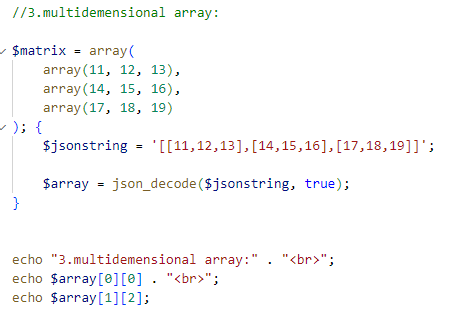 //3.multidemensional array:
$matrix = array(
array(11, 12, 13),
array(14, 15, 16),
array(17, 18, 19)
); {
$jsonstring = '[[11,12,13],[14,15,16],[17,18,19]]';
$array = json_decode($jsonstring, true);
}
echo "3.multidemensional array:" . "<br>";
echo $array[0][0] . "<br>";
echo $array[1][2];